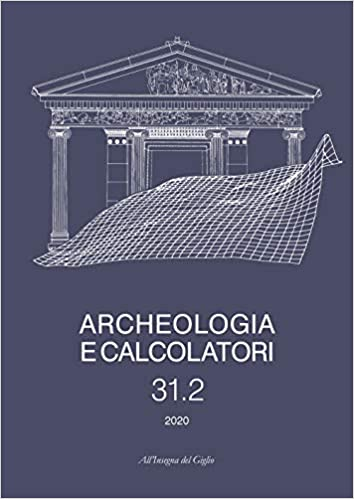 ARCHEOLOGIA
E CALCOLATORI
31.2
2020
All'Insegna del Giglio